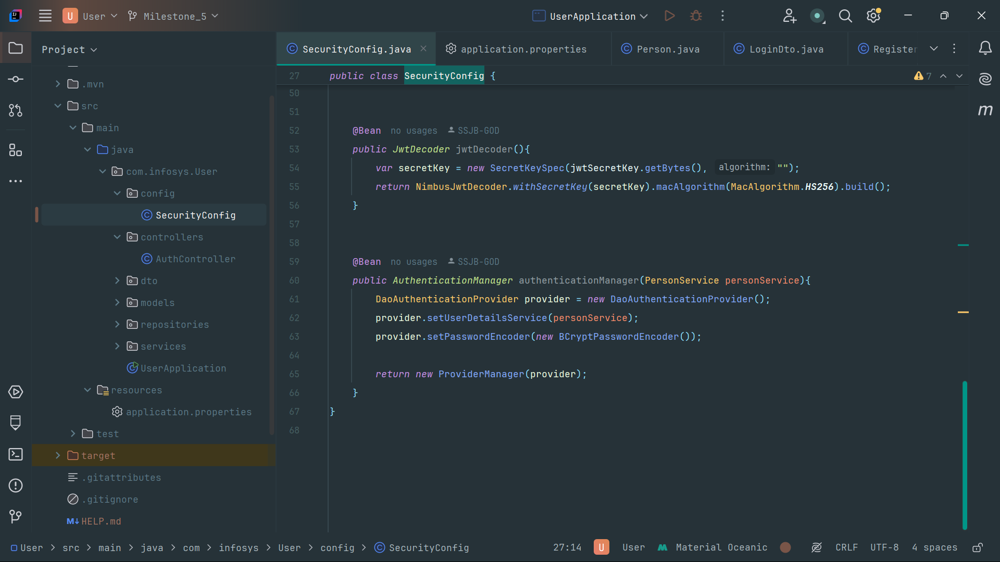 U User Milestone_5 UserApplication
Project
.mvn
src
main
java
com.infosys.User
config
SecurityConfig
controllers
AuthController
dto
models
repositories
services
UserApplication
resources
application.properties
test
target
.gitattributes
.gitignore
M↓ HELP.md
SecurityConfig.java application.properties Person.java LoginDto.java Register
27 public class SecurityConfig { 7
50
51
52 @Bean no usages SSJB-GOD
53 public JwtDecoder jwtDecoder(){
54 var secretKey = new SecretKeySpec(jwtSecretKey.getBytes(), algorithm: "");
55 return NimbusJwtDecoder.withSecretKey(secretKey).macAlgorithm(MacAlgorithm.HS256).build();
56 }
57
58
59 @Bean no usages SSJB-GOD
60 public AuthenticationManager authenticationManager(PersonService personService){
61 DaoAuthenticationProvider provider = new DaoAuthenticationProvider();
62 provider.setUserDetailsService(personService);
63 provider.setPasswordEncoder(new BCryptPasswordEncoder());
64
65 return new ProviderManager(provider);
66 }
67 }
68
m
User > src > main > java > com > infosys > User > config > SecurityConfig 27:14 U User Material Oceanic CRLF UTF-8 4 spaces